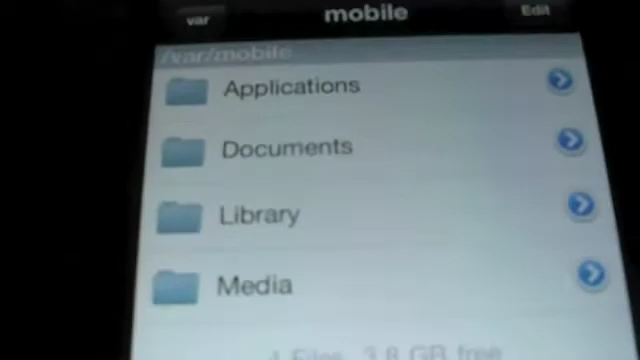 var mobile Edit
/var/mobile
Applications
Documents
Library
Media
4 Files, 3.8 GB free